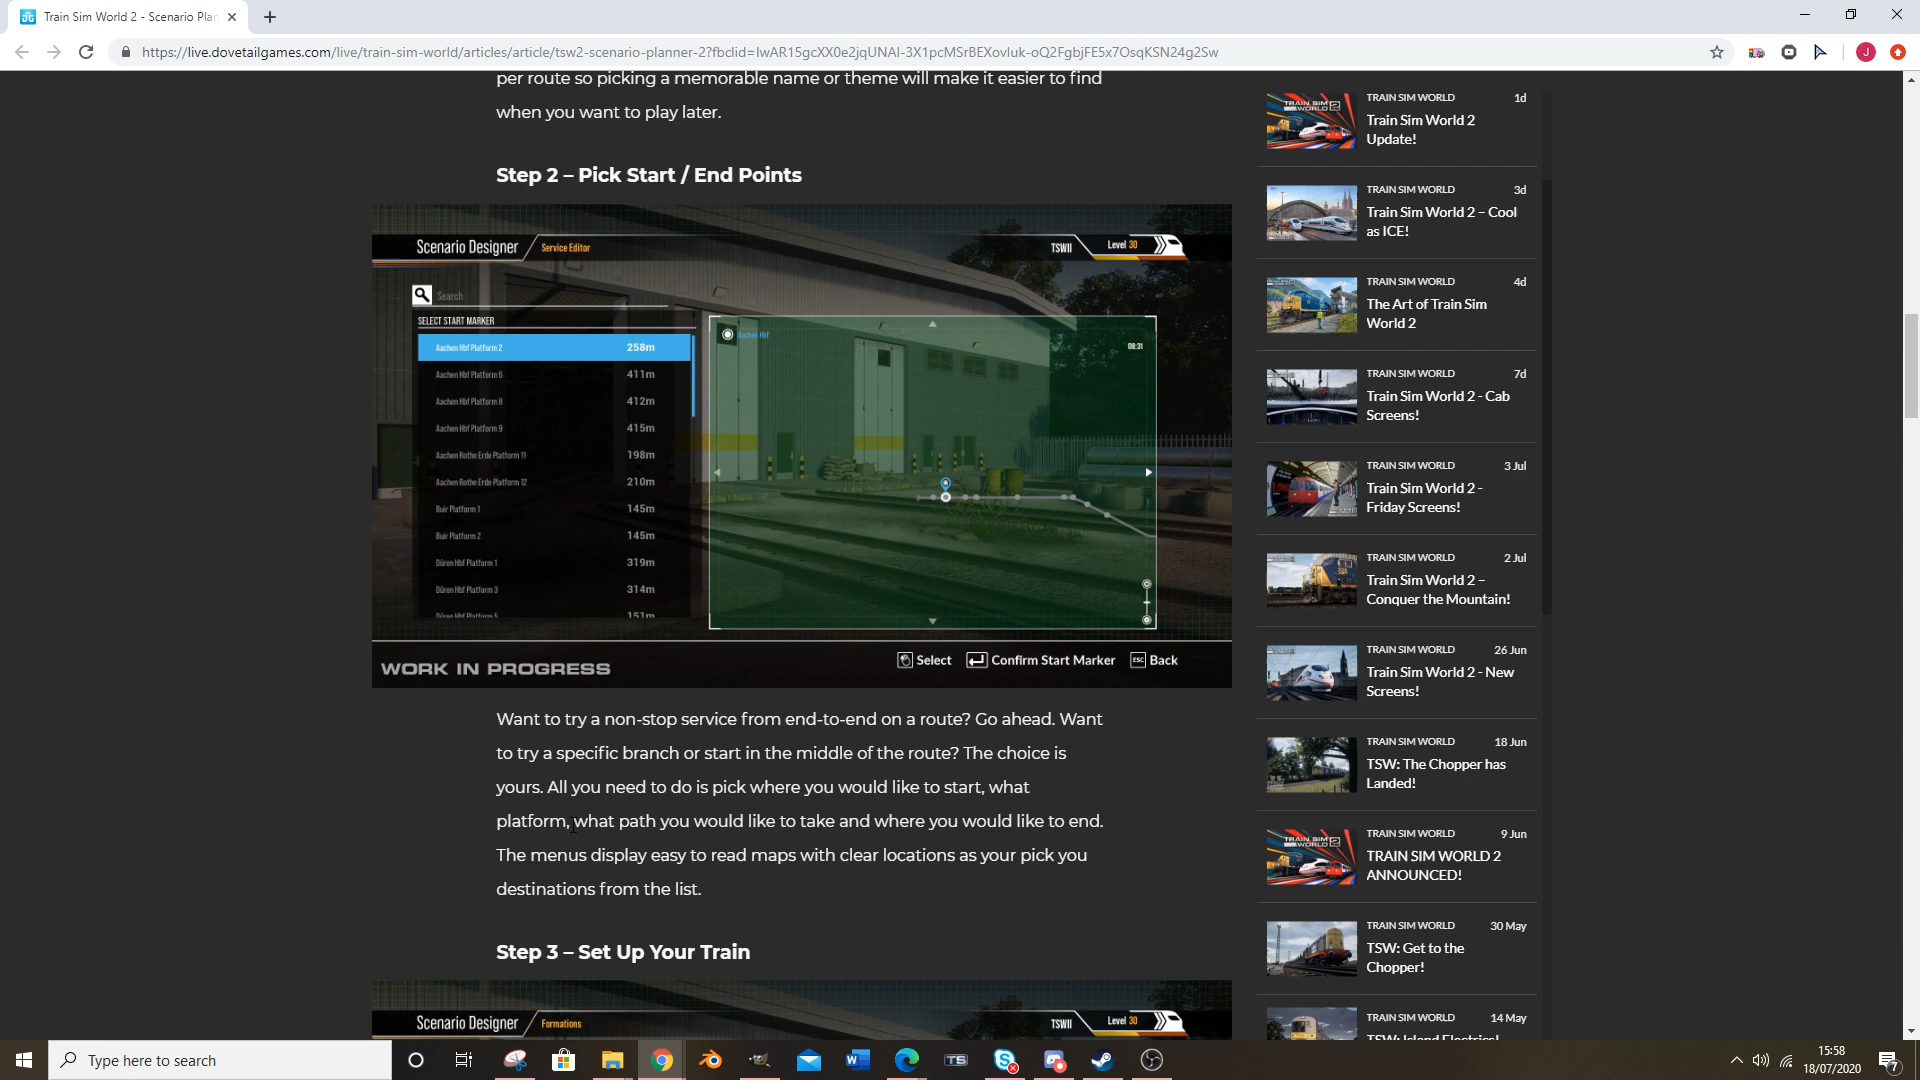 Train Sim World 2 - Scenario Plan
https://live.dovetailgames.com/live/train-sim-world/articles/article/tsw2-scenario-planner-2?fbclid=IwAR15gcXX0e2jqUNAI-3X1pcMSrBEXovluk-oQ2FgbjFE5x7OsqKSN24g2Sw
J
per route so picking a memorable name or theme will make it easier to find
when you want to play later.
Step 2 – Pick Start / End Points
Scenario Designer Service Editor TSWII Level 30
Search
SELECT START MARKER
Aachen Hbf Platform 2 258m
Aachen Hbf Platform 6 411m
Aachen Hbf Platform 8 412m
Aachen Hbf Platform 9 415m
Aachen Rothe Erde Platform 11 198m
Aachen Rothe Erde Platform 12 210m
Buir Platform 1 145m
Buir Platform 2 145m
Düren Hbf Platform 1 319m
Düren Hbf Platform 3 314m
Düren Hbf Platform 5 151m
Aachen Hbf
08:31
WORK IN PROGRESS
Select Confirm Start Marker ESC Back
Want to try a non-stop service from end-to-end on a route? Go ahead. Want
to try a specific branch or start in the middle of the route? The choice is
yours. All you need to do is pick where you would like to start, what
platform, what path you would like to take and where you would like to end.
The menus display easy to read maps with clear locations as your pick you
destinations from the list.
Step 3 – Set Up Your Train
Scenario Designer Formations TSWII Level 30
TRAIN SIM WORLD 1d
Train Sim World 2
Update!
TRAIN SIM WORLD 3d
Train Sim World 2 – Cool
as ICE!
TRAIN SIM WORLD 4d
The Art of Train Sim
World 2
TRAIN SIM WORLD 7d
Train Sim World 2 - Cab
Screens!
TRAIN SIM WORLD 3 Jul
Train Sim World 2 -
Friday Screens!
TRAIN SIM WORLD 2 Jul
Train Sim World 2 –
Conquer the Mountain!
TRAIN SIM WORLD 26 Jun
Train Sim World 2 - New
Screens!
TRAIN SIM WORLD 18 Jun
TSW: The Chopper has
Landed!
TRAIN SIM WORLD 9 Jun
TRAIN SIM WORLD 2
ANNOUNCED!
TRAIN SIM WORLD 30 May
TSW: Get to the
Chopper!
TRAIN SIM WORLD 14 May
TSW: Island Electrics!
Type here to search
TS
15:58
18/07/2020
7